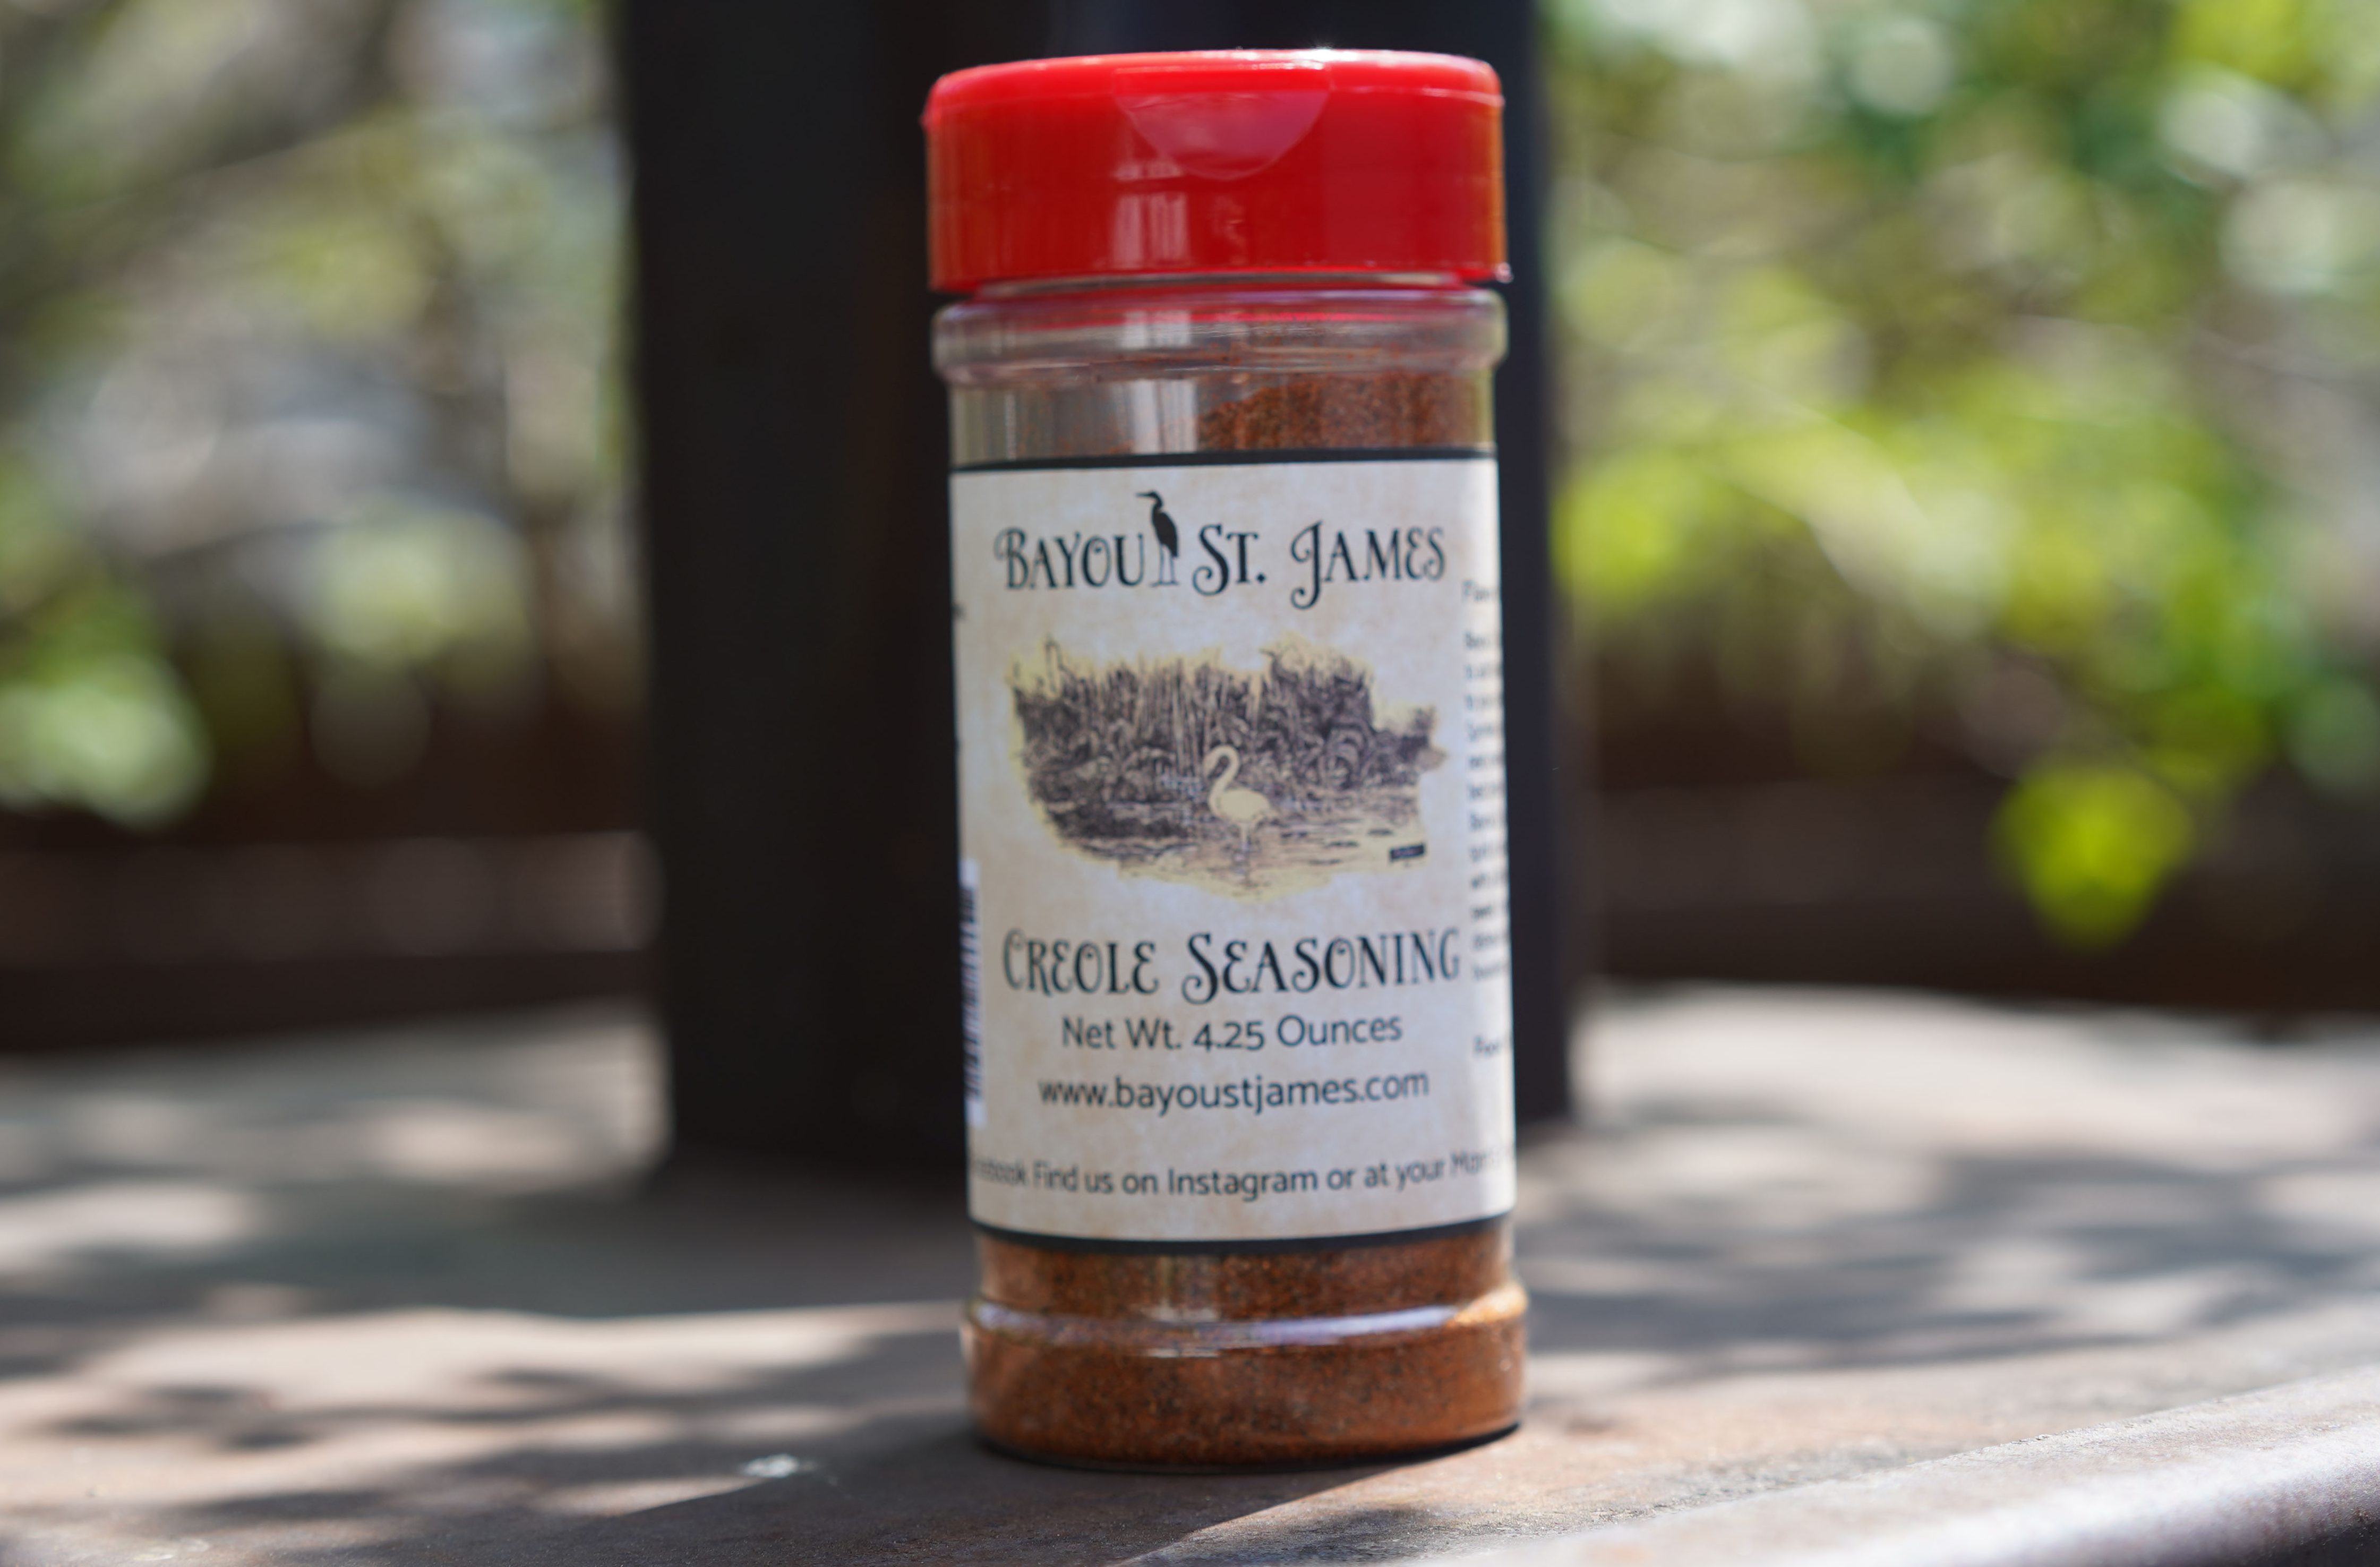 BAYOU ST. JAMES
CREOLE SEASONING
Net Wt. 4.25 Ounces
www.bayoustjames.com
Find us on Instagram or at your